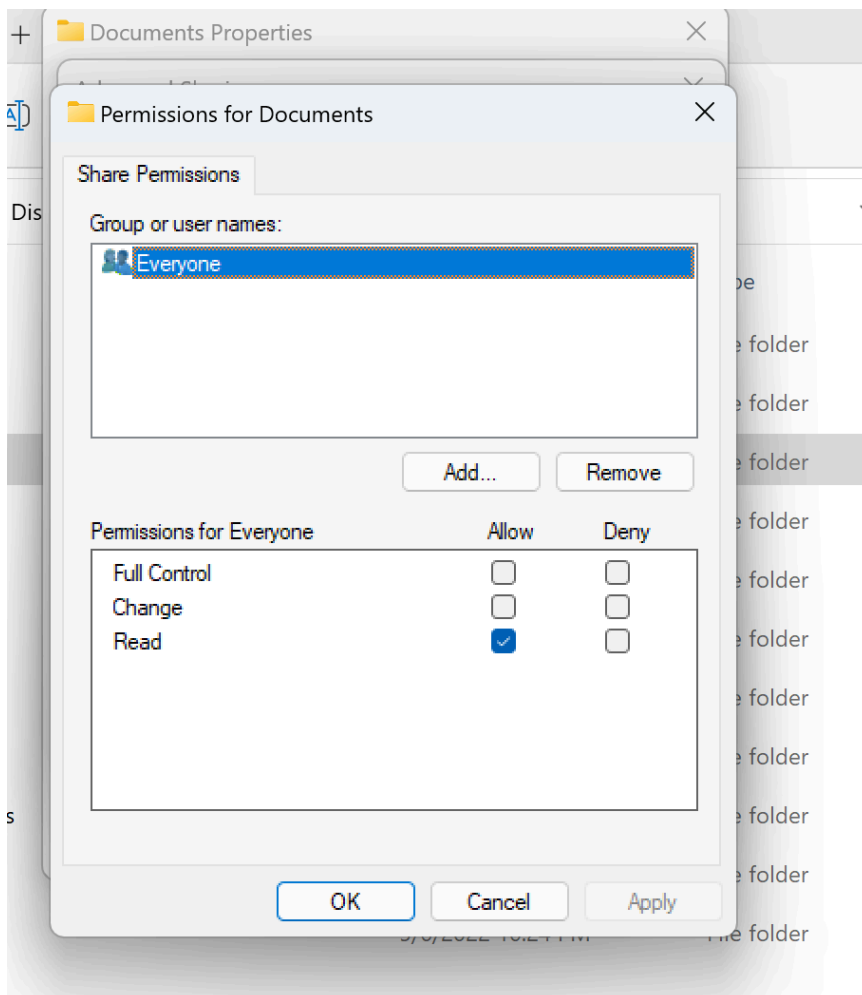 Documents Properties
Permissions for Documents
Share Permissions
Dis
Group or user names:
Everyone
pe
e folder
e folder
Add... Remove
e folder
Permissions for Everyone Allow Deny
e folder
Full Control
e folder
Change
Read
e folder
e folder
e folder
s
e folder
e folder
OK Cancel Apply
File folder